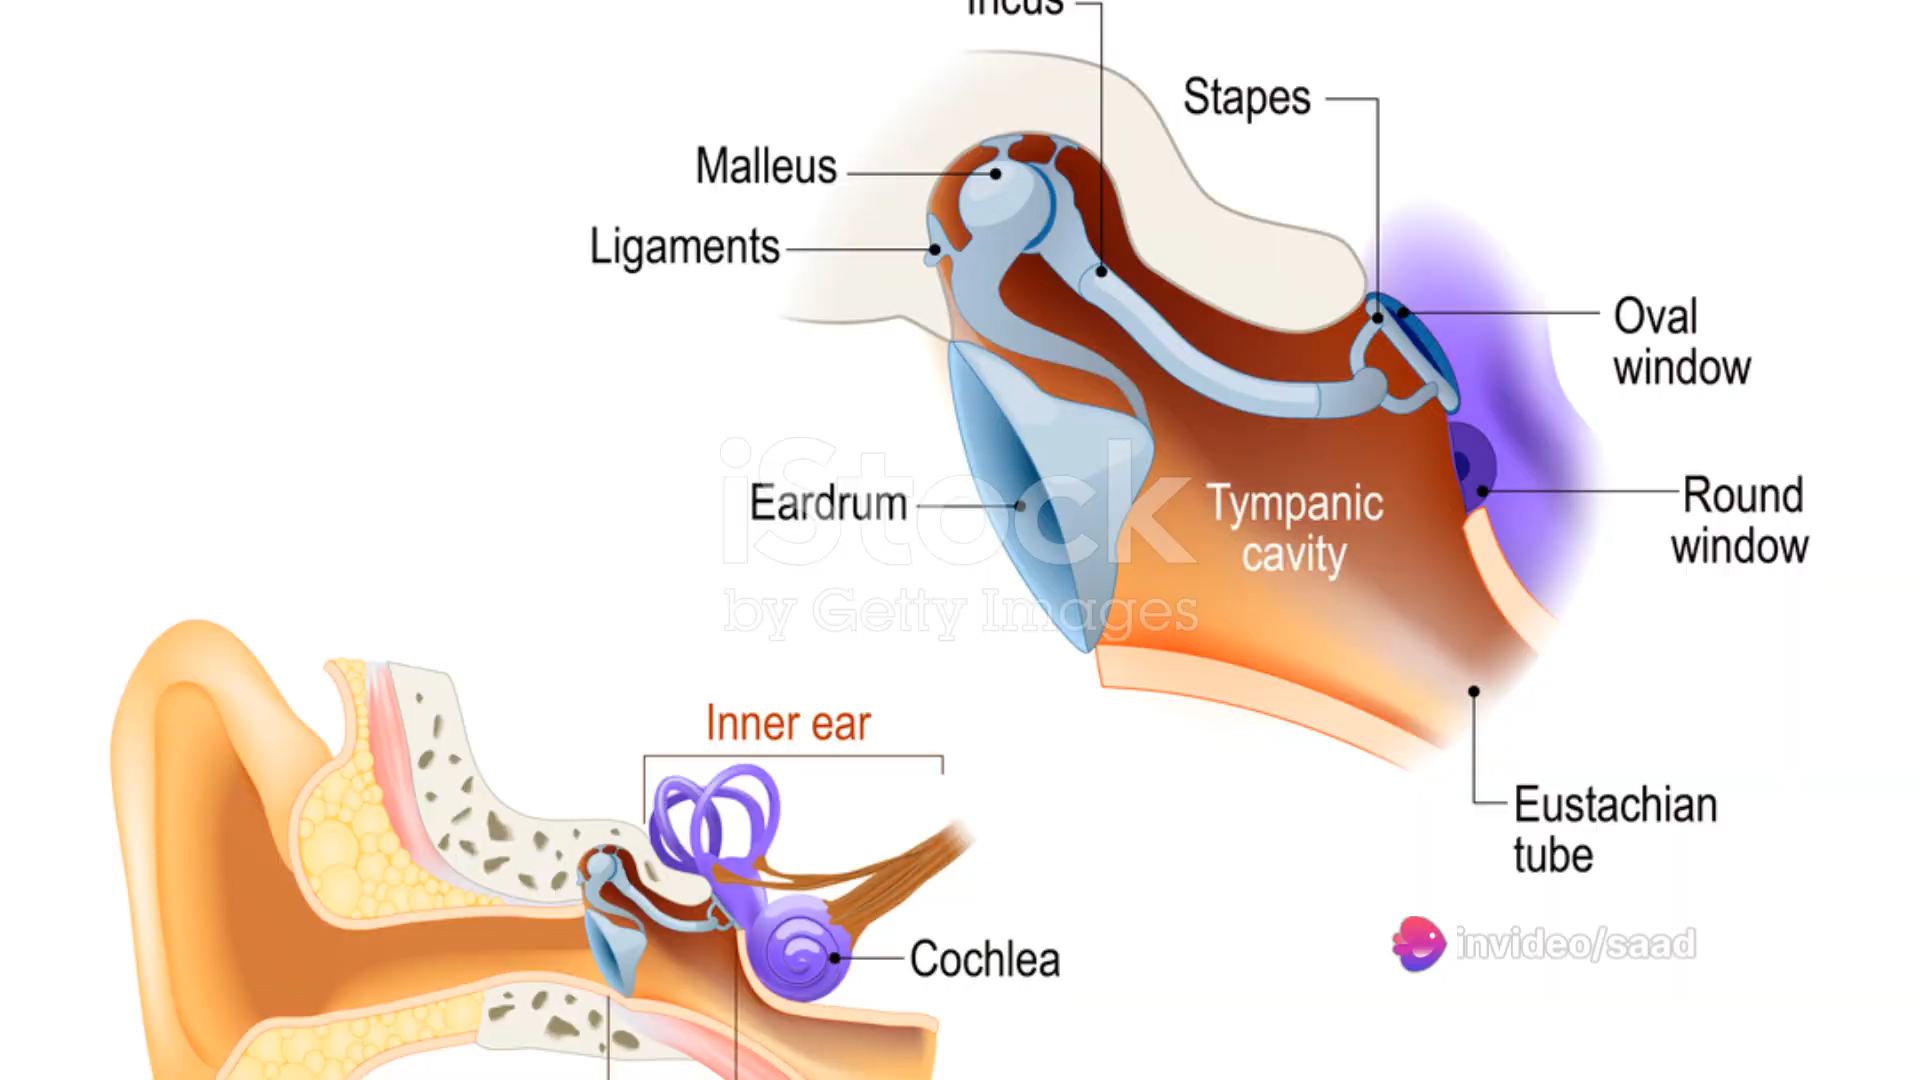 Incus
Stapes
Malleus
Ligaments
Oval
window
Eardrum
Tympanic
cavity
Round
window
iStock
by Getty Images
Inner ear
Eustachian
tube
Cochlea
invideo/saad